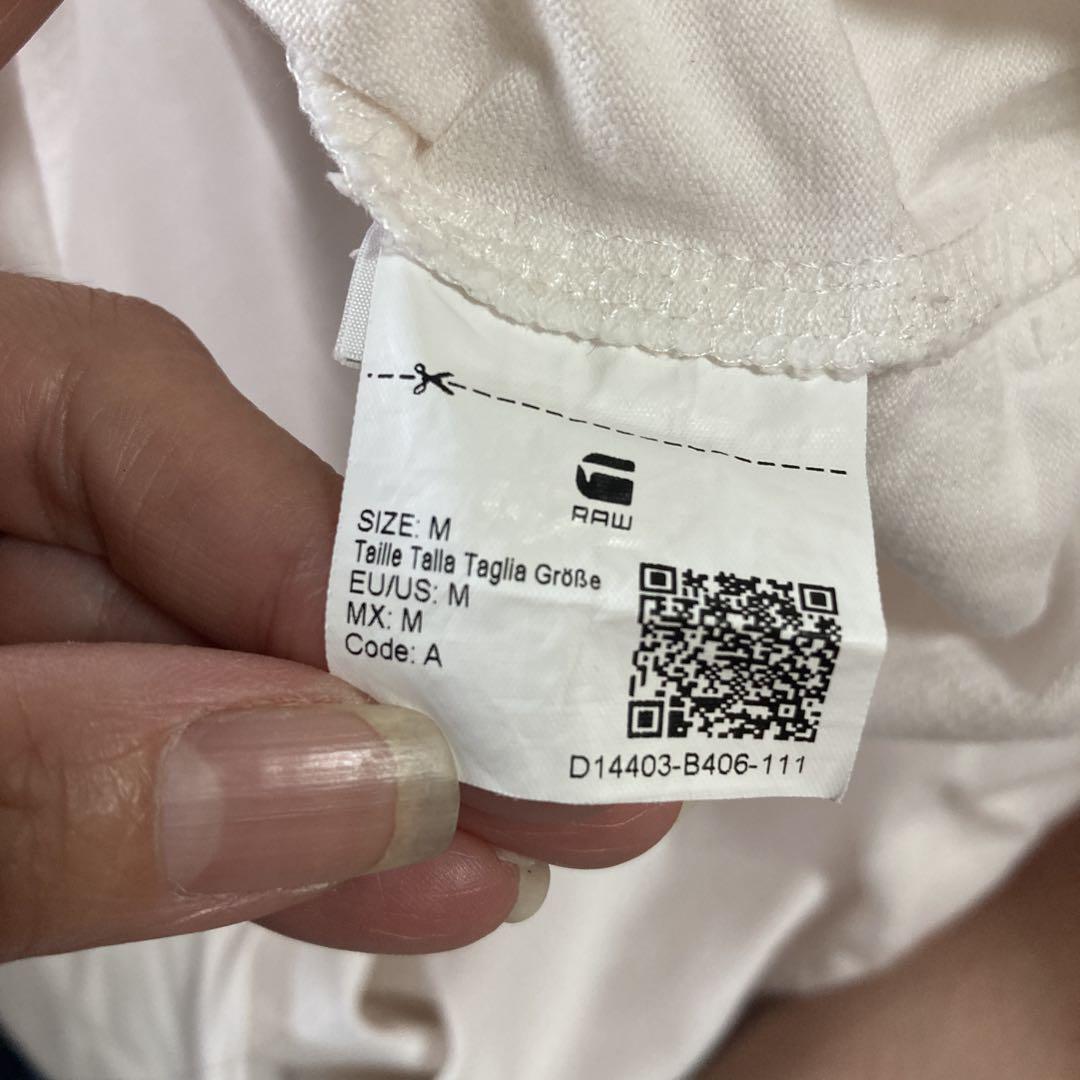 RAW
SIZE: M
Taille Talla Taglia Größe
EU/US: M
MX: M
Code: A
D14403-B406-111